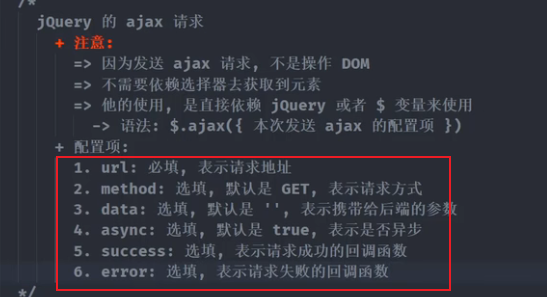 /*
jQuery 的 ajax 请求
+ 注意:
=> 因为发送 ajax 请求, 不是操作 DOM
=> 不需要依赖选择器去获取到元素
=> 他的使用, 是直接依赖 jQuery 或者 $ 变量来使用
-> 语法: $.ajax({ 本次发送 ajax 的配置项 })
+ 配置项:
1. url: 必填, 表示请求地址
2. method: 选填, 默认是 GET, 表示请求方式
3. data: 选填, 默认是 '', 表示携带给后端的参数
4. async: 选填, 默认是 true, 表示是否异步
5. success: 选填, 表示请求成功的回调函数
6. error: 选填, 表示请求失败的回调函数
*/